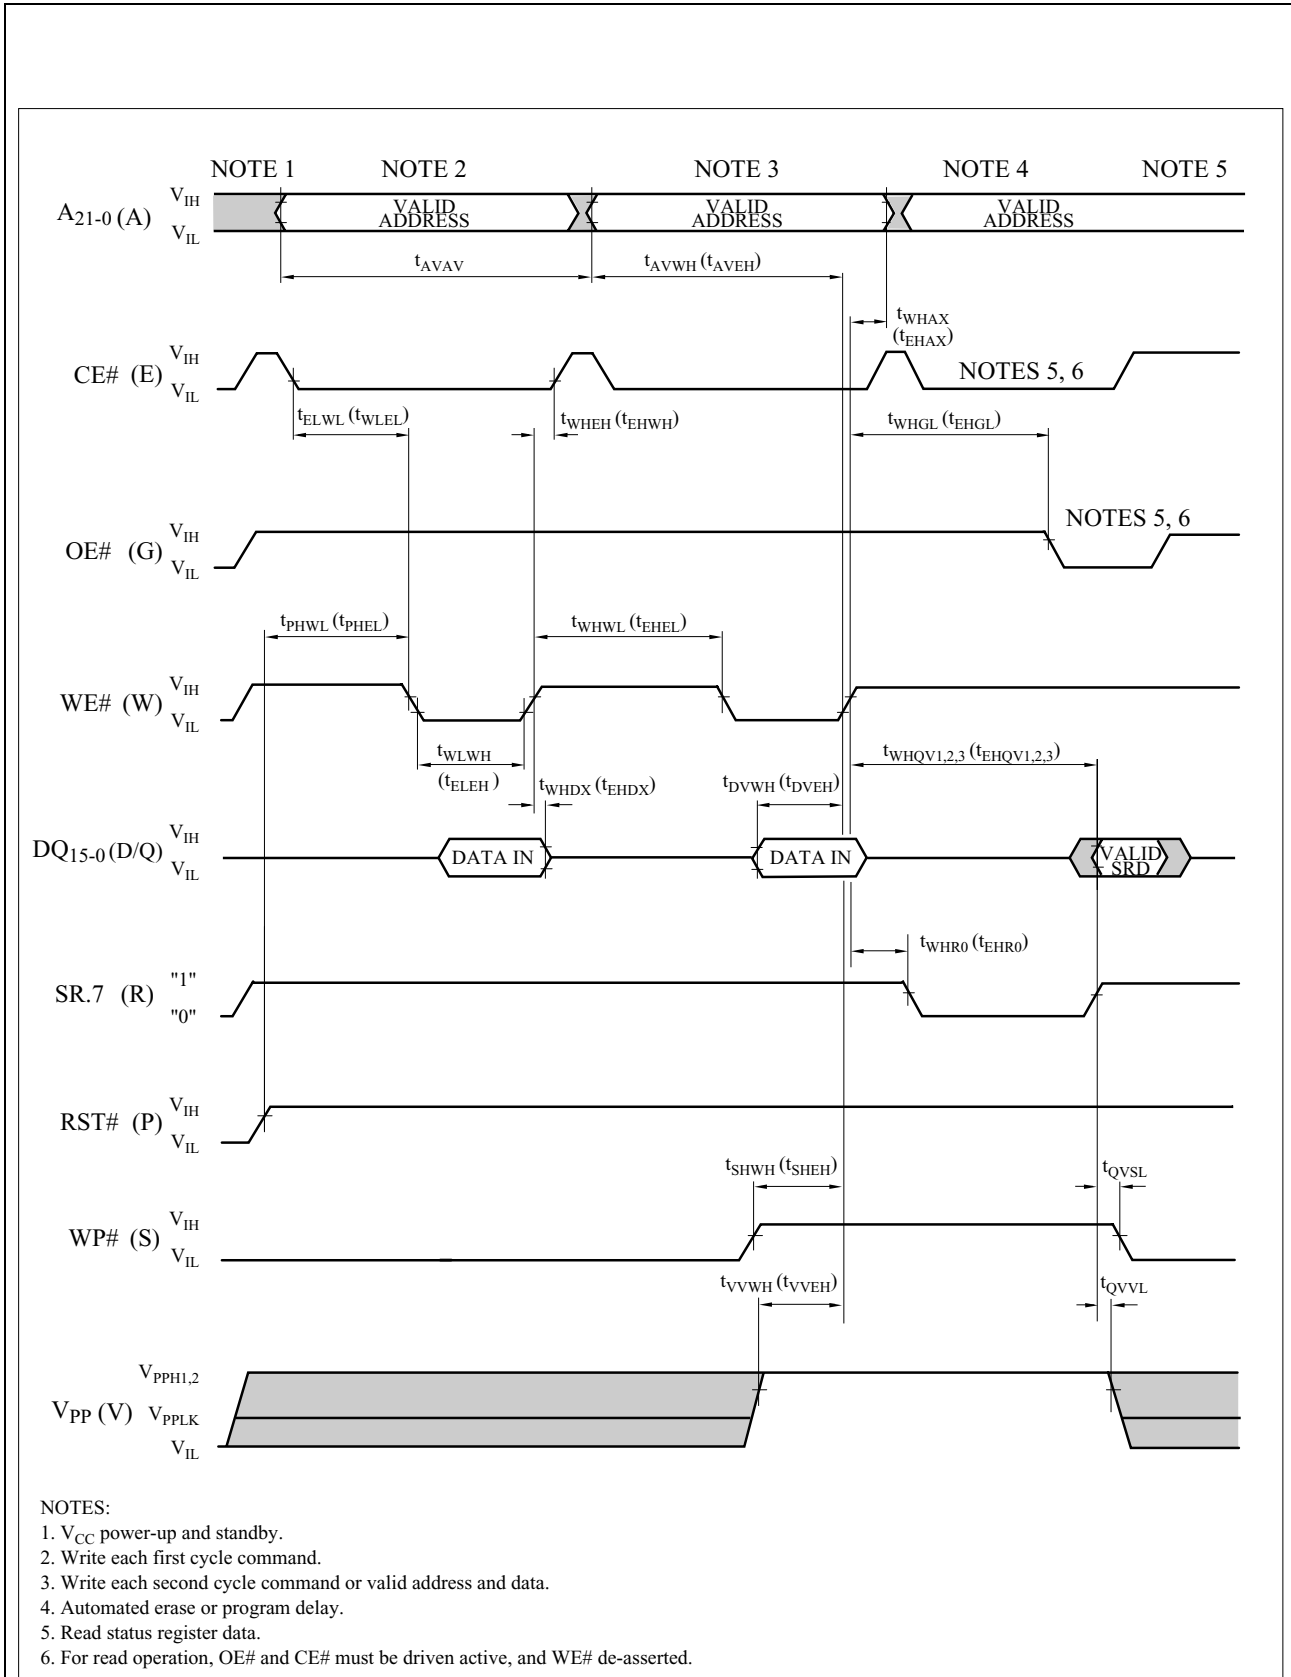 NOTE 1 NOTE 2 NOTE 3 NOTE 4 NOTE 5
A21-0 (A) VIH VIL
VALID ADDRESS VALID ADDRESS VALID ADDRESS
tAVAV tAVWH (tAVEH)
tWHAX
(tEHAX)
CE# (E) VIH VIL
NOTES 5, 6
tELWL (tWLEL) tWHEH (tEHWH) tWHGL (tEHGL)
OE# (G) VIH VIL
NOTES 5, 6
tPHWL (tPHEL) tWHWL (tEHEL)
WE# (W) VIH VIL
tWLWH
(tELEH)
tWHQV1,2,3 (tEHQV1,2,3)
tWHDX (tEHDX) tDVWH (tDVEH)
DQ15-0 (D/Q) VIH VIL
DATA IN DATA IN VALID SRD
tWHR0 (tEHR0)
SR.7 (R) "1" "0"
RST# (P) VIH VIL
tSHWH (tSHEH) tQVSL
WP# (S) VIH VIL
tVVWH (tVVEH) tQVVL
VPP (V) VPPH1,2 VPPLK VIL
NOTES:
1. VCC power-up and standby.
2. Write each first cycle command.
3. Write each second cycle command or valid address and data.
4. Automated erase or program delay.
5. Read status register data.
6. For read operation, OE# and CE# must be driven active, and WE# de-asserted.